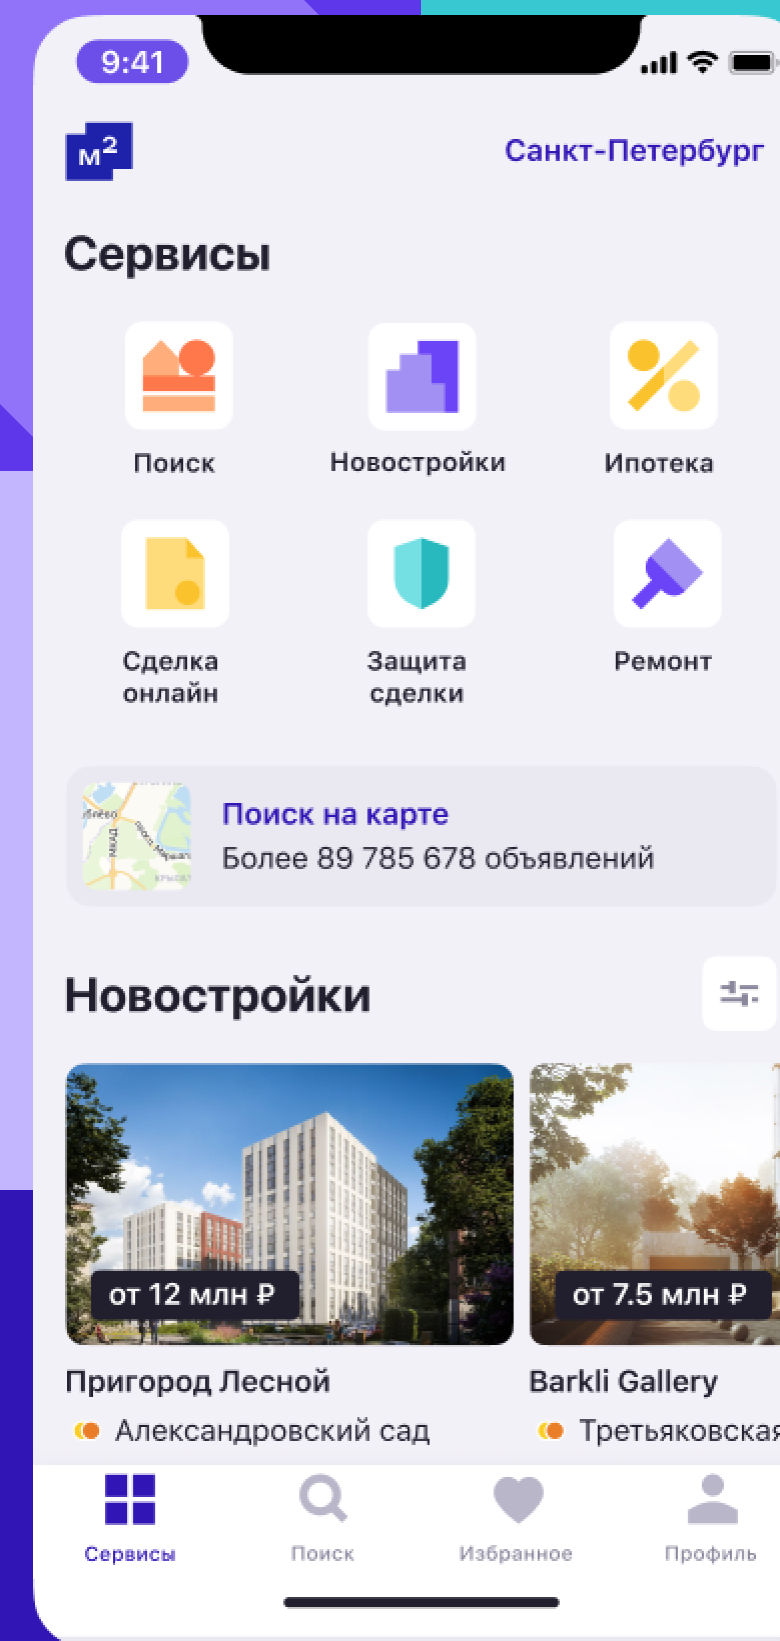 9:41
м²
Санкт-Петербург
Сервисы
Поиск
Новостройки
Ипотека
Сделка
онлайн
Защита
сделки
Ремонт
МКАД
Поиск на карте
Более 89 785 678 объявлений
Новостройки
от 12 млн ₽
от 7.5 млн ₽
Пригород Лесной
Barkli Gallery
Александровский сад
Третьяковская
Сервисы
Поиск
Избранное
Профиль